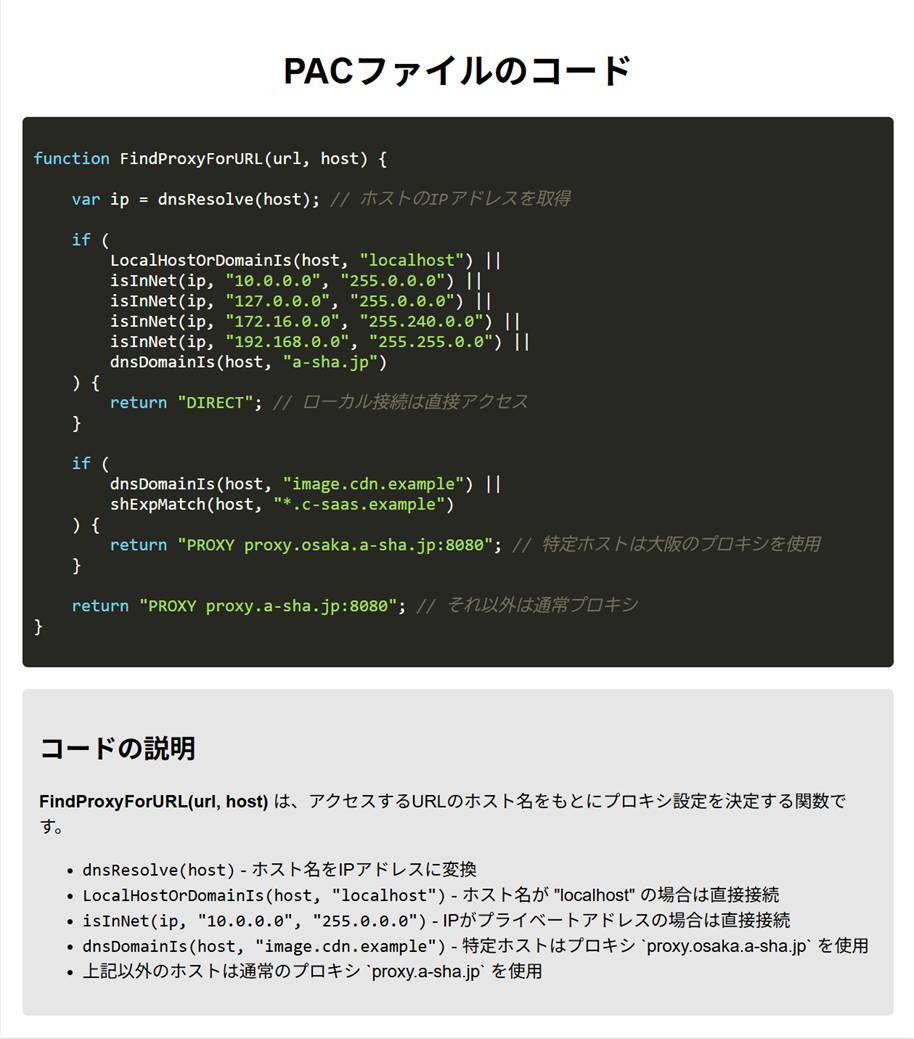 PACファイルのコード
function FindProxyForURL(url, host) {
var ip = dnsResolve(host); // ホストのIPアドレスを取得
if (
LocalHostOrDomainIs(host, "localhost") ||
isInNet(ip, "10.0.0.0", "255.0.0.0") ||
isInNet(ip, "127.0.0.0", "255.0.0.0") ||
isInNet(ip, "172.16.0.0", "255.240.0.0") ||
isInNet(ip, "192.168.0.0", "255.255.0.0") ||
dnsDomainIs(host, "a-sha.jp")
) {
return "DIRECT"; // ローカル接続は直接アクセス
}
if (
dnsDomainIs(host, "image.cdn.example") ||
shExpMatch(host, "*.c-saas.example")
) {
return "PROXY proxy.osaka.a-sha.jp:8080"; // 特定ホストは大阪のプロキシを使用
}
return "PROXY proxy.a-sha.jp:8080"; // それ以外は通常プロキシ
}
コードの説明
FindProxyForURL(url, host) は、アクセスするURLのホスト名をもとにプロキシ設定を決定する関数で
す。
• dnsResolve(host) - ホスト名をIPアドレスに変換
• LocalHostOrDomainIs(host, "localhost") - ホスト名が "localhost" の場合は直接接続
• isInNet(ip, "10.0.0.0", "255.0.0.0") - IPがプライベートアドレスの場合は直接接続
• dnsDomainIs(host, "image.cdn.example") - 特定ホストはプロキシ `proxy.osaka.a-sha.jp` を使用
• 上記以外のホストは通常のプロキシ `proxy.a-sha.jp` を使用